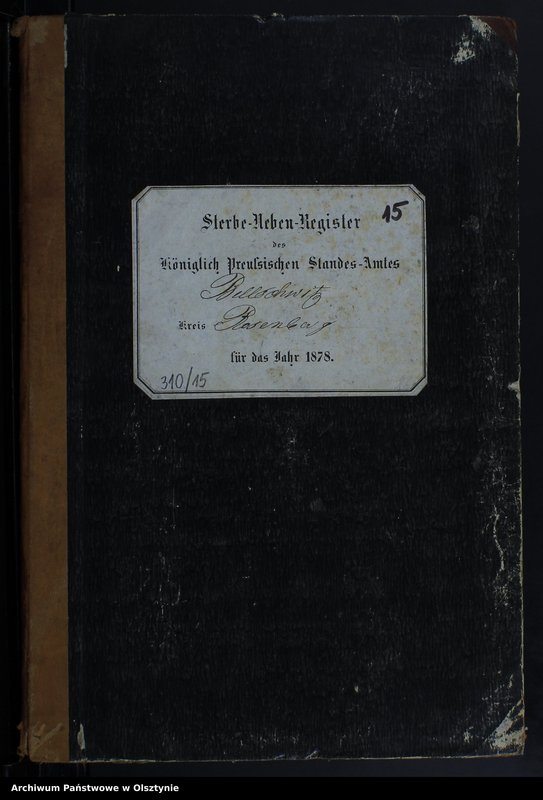 15
Sterbe-Neben-Register
des
Königlich Preußischen Standes-Amtes
Bellschwitz
Kreis Rosenberg
für das Jahr 1878.
310/15
Archiwum Państwowe w Olsztynie